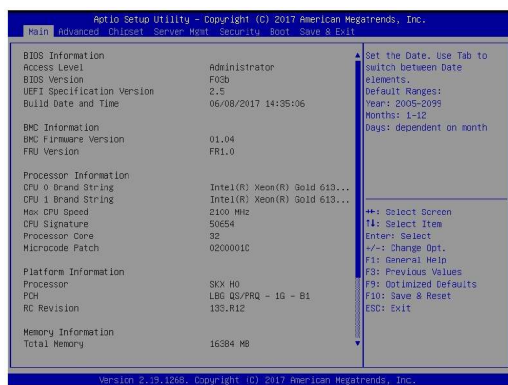 Aptio Setup Utility – Copyright (C) 2017 American Megatrends, Inc.
Main Advanced Chipset Server Mgmt Security Boot Save & Exit
BIOS Information
Access Level Administrator
BIOS Version F03b
UEFI Specification Version 2.5
Build Date and Time 06/08/2017 14:35:06
BMC Information
BMC Firmware Version 01.04
FRU Version FR1.0
Processor Information
CPU 0 Brand String Intel(R) Xeon(R) Gold 613...
CPU 1 Brand String Intel(R) Xeon(R) Gold 613...
Max CPU Speed 2100 MHz
CPU Signature 50654
Processor Core 32
Microcode Patch 0200001C
Platform Information
Processor SKX H0
PCH LBG QS/PRQ - 1G - B1
RC Revision 133.R12
Memory Information
Total Memory 16384 MB
Set the Date. Use Tab to
switch between Date
elements.
Default Ranges:
Year: 2005-2099
Months: 1-12
Days: dependent on month
→←: Select Screen
↑↓: Select Item
Enter: Select
+/-: Change Opt.
F1: General Help
F3: Previous Values
F9: Optimized Defaults
F10: Save & Reset
ESC: Exit
Version 2.19.1268. Copyright (C) 2017 American Megatrends, Inc.